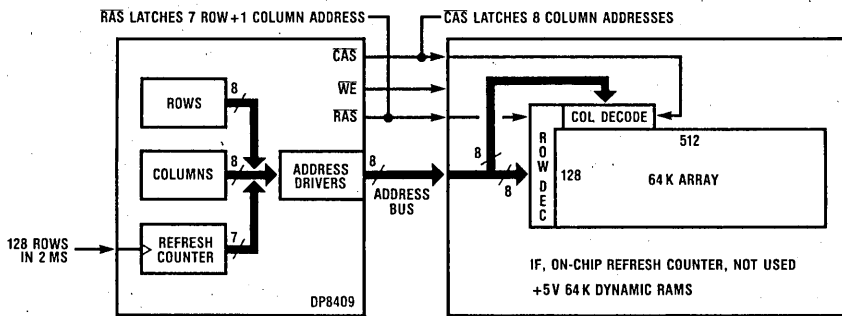 RAS LATCHES 7 ROW+1 COLUMN ADDRESS
CAS LATCHES 8 COLUMN ADDRESSES
CAS
WE
RAS
ROWS
8
COLUMNS
8
REFRESH
COUNTER
7
128 ROWS
IN 2 MS
ADDRESS
DRIVERS
8
ADDRESS
BUS
DP8409
8
8
ROW DEC
COL DECODE
512
128
64K ARRAY
IF, ON-CHIP REFRESH COUNTER, NOT USED
+5V 64K DYNAMIC RAMS